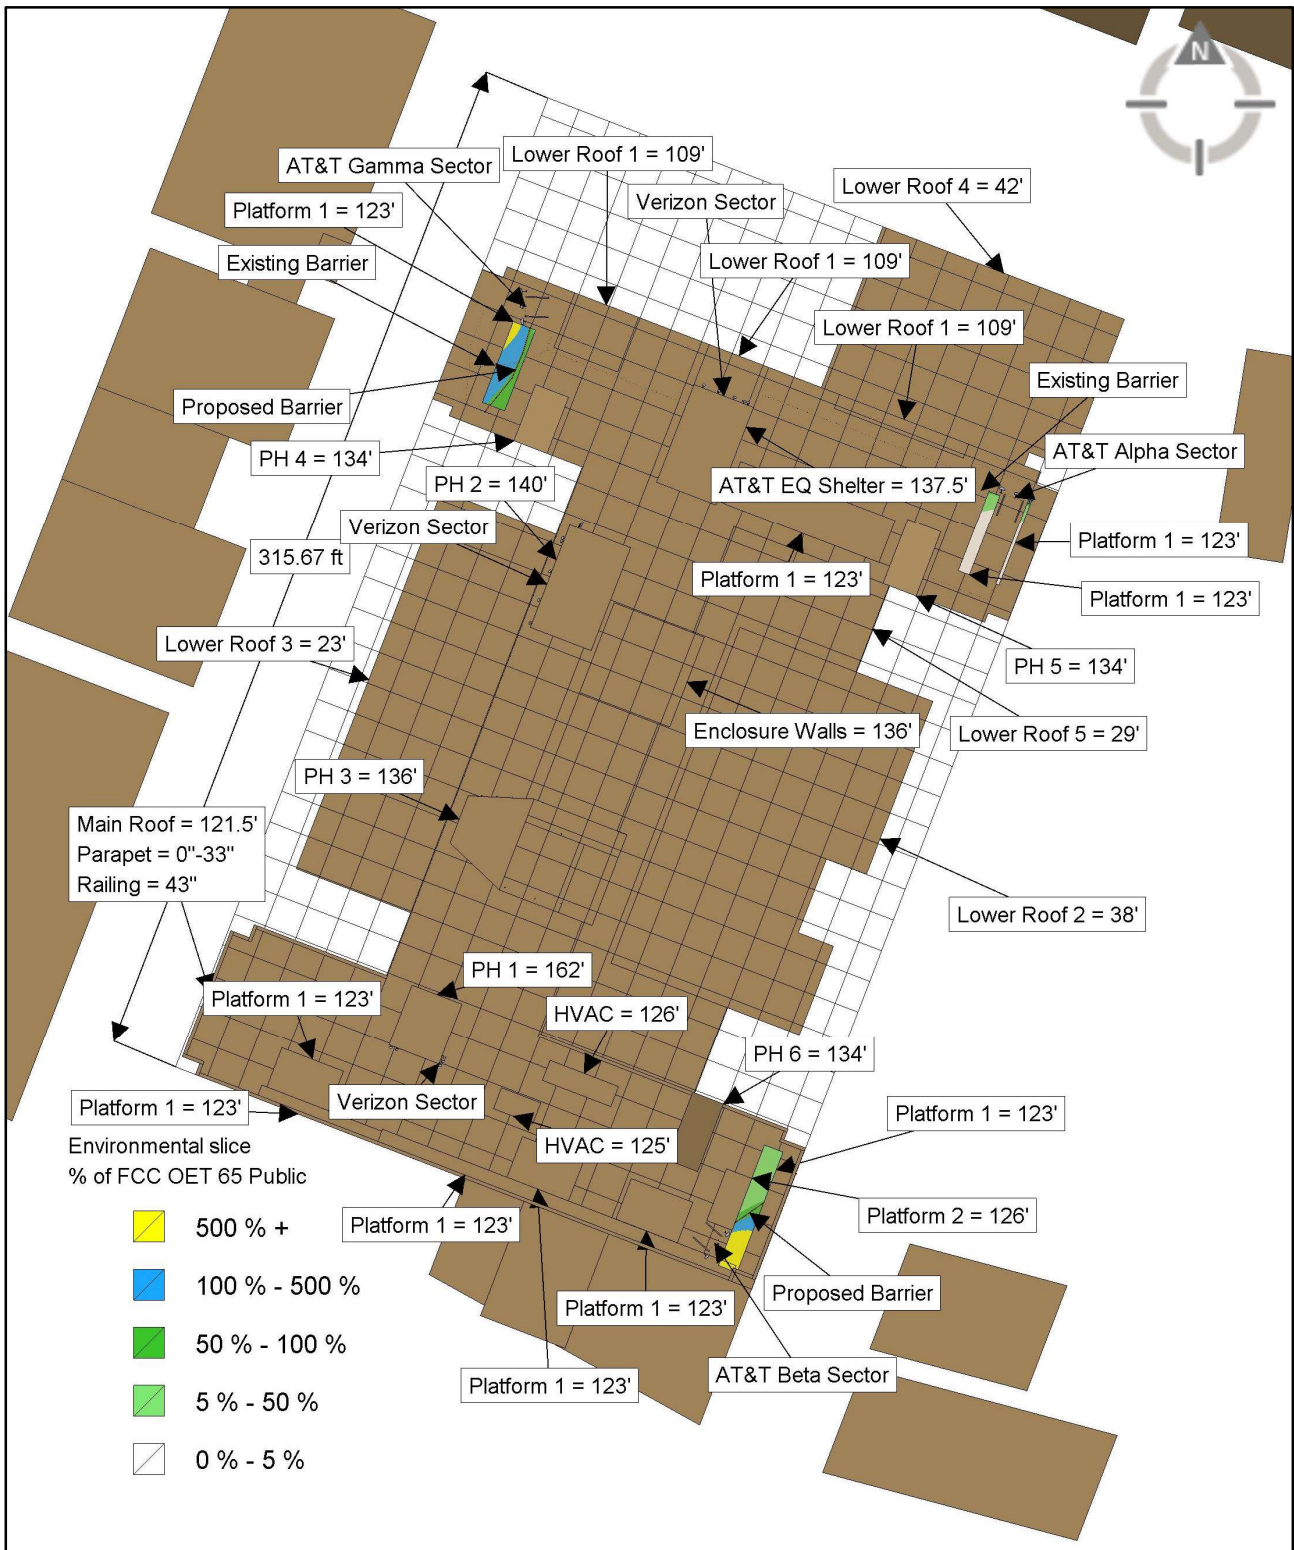 N
Lower Roof 1 = 109'
AT&T Gamma Sector
Lower Roof 4 = 42'
Verizon Sector
Platform 1 = 123'
Existing Barrier
Lower Roof 1 = 109'
Lower Roof 1 = 109'
Existing Barrier
Proposed Barrier
AT&T Alpha Sector
PH 4 = 134'
PH 2 = 140'
AT&T EQ Shelter = 137.5'
Verizon Sector
Platform 1 = 123'
315.67 ft
Platform 1 = 123'
Platform 1 = 123'
Lower Roof 3 = 23'
PH 5 = 134'
Enclosure Walls = 136'
Lower Roof 5 = 29'
PH 3 = 136'
Main Roof = 121.5'
Parapet = 0"-33"
Railing = 43"
Lower Roof 2 = 38'
PH 1 = 162'
Platform 1 = 123'
HVAC = 126'
PH 6 = 134'
Platform 1 = 123'
Verizon Sector
Platform 1 = 123'
HVAC = 125'
Environmental slice
% of FCC OET 65 Public
Platform 1 = 123'
Platform 2 = 126'
500 % +
100 % - 500 %
Proposed Barrier
Platform 1 = 123'
50 % - 100 %
AT&T Beta Sector
Platform 1 = 123'
5 % - 50 %
0 % - 5 %